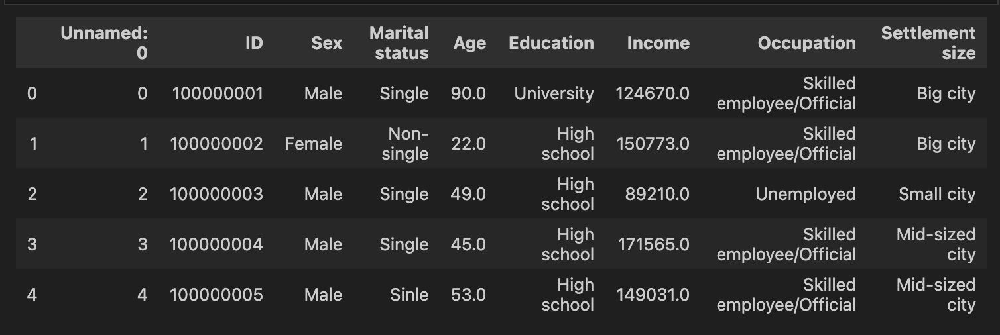 Unnamed: 0 ID Sex Marital status Age Education Income Occupation Settlement size
0 0 100000001 Male Single 90.0 University 124670.0 Skilled employee/Official Big city
1 1 100000002 Female Non-single 22.0 High school 150773.0 Skilled employee/Official Big city
2 2 100000003 Male Single 49.0 High school 89210.0 Unemployed Small city
3 3 100000004 Male Single 45.0 High school 171565.0 Skilled employee/Official Mid-sized city
4 4 100000005 Male Sinle 53.0 High school 149031.0 Skilled employee/Official Mid-sized city